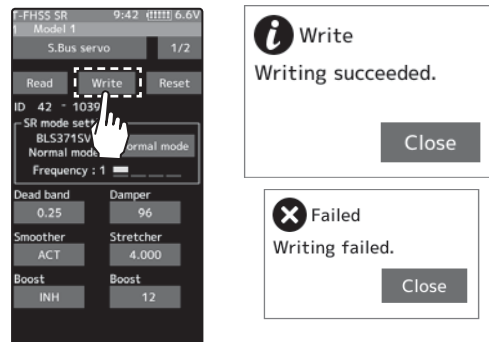 T-FHSS SR 9:42 6.6V
1 Model 1
S.Bus servo 1/2
Read Write Reset
ID 42 - 1039
SR mode sett
BLS371SV
Normal mode ormal mode
Frequency : 1
Dead band Damper
0.25 96
Smoother Stretcher
ACT 4.000
Boost Boost
INH 12
Write
Writing succeeded.
Close
Failed
Writing failed.
Close